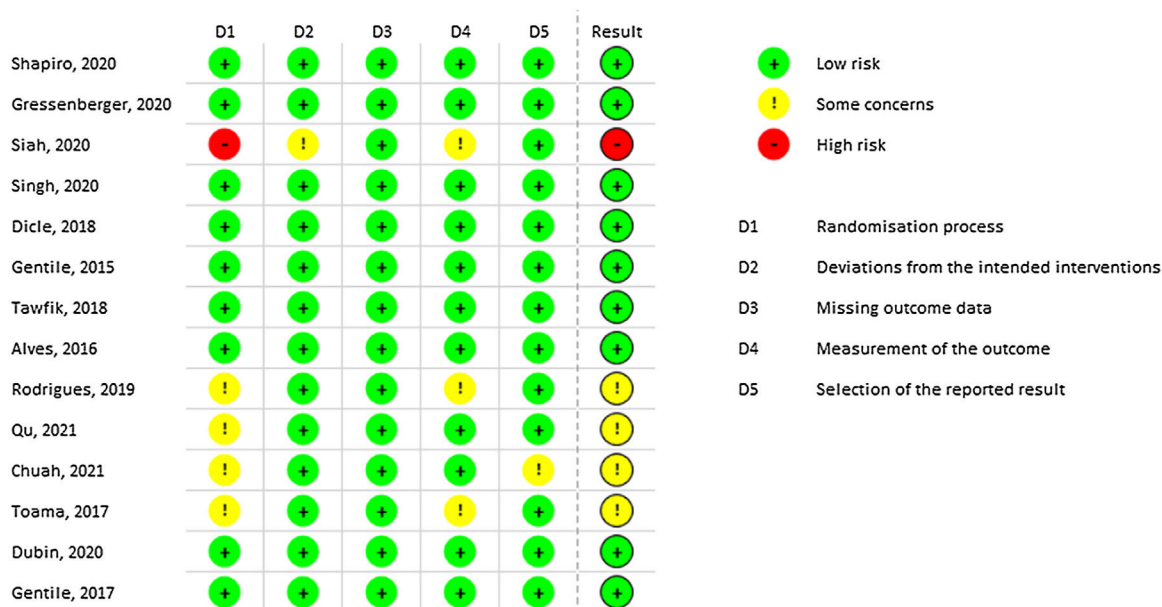 D1 D2 D3 D4 D5 Result
Shapiro, 2020 + + + + + +
Gressenberger, 2020 + + + + + +
Siah, 2020 - ! + ! + -
Singh, 2020 + + + + + +
Dicle, 2018 + + + + + +
Gentile, 2015 + + + + + +
Tawfik, 2018 + + + + + +
Alves, 2016 + + + + + +
Rodrigues, 2019 ! + + ! + !
Qu, 2021 ! + + + + !
Chuah, 2021 ! + + + ! !
Toama, 2017 ! + + ! + !
Dubin, 2020 + + + + + +
Gentile, 2017 + + + + + +
+ Low risk
! Some concerns
- High risk
D1 Randomisation process
D2 Deviations from the intended interventions
D3 Missing outcome data
D4 Measurement of the outcome
D5 Selection of the reported result